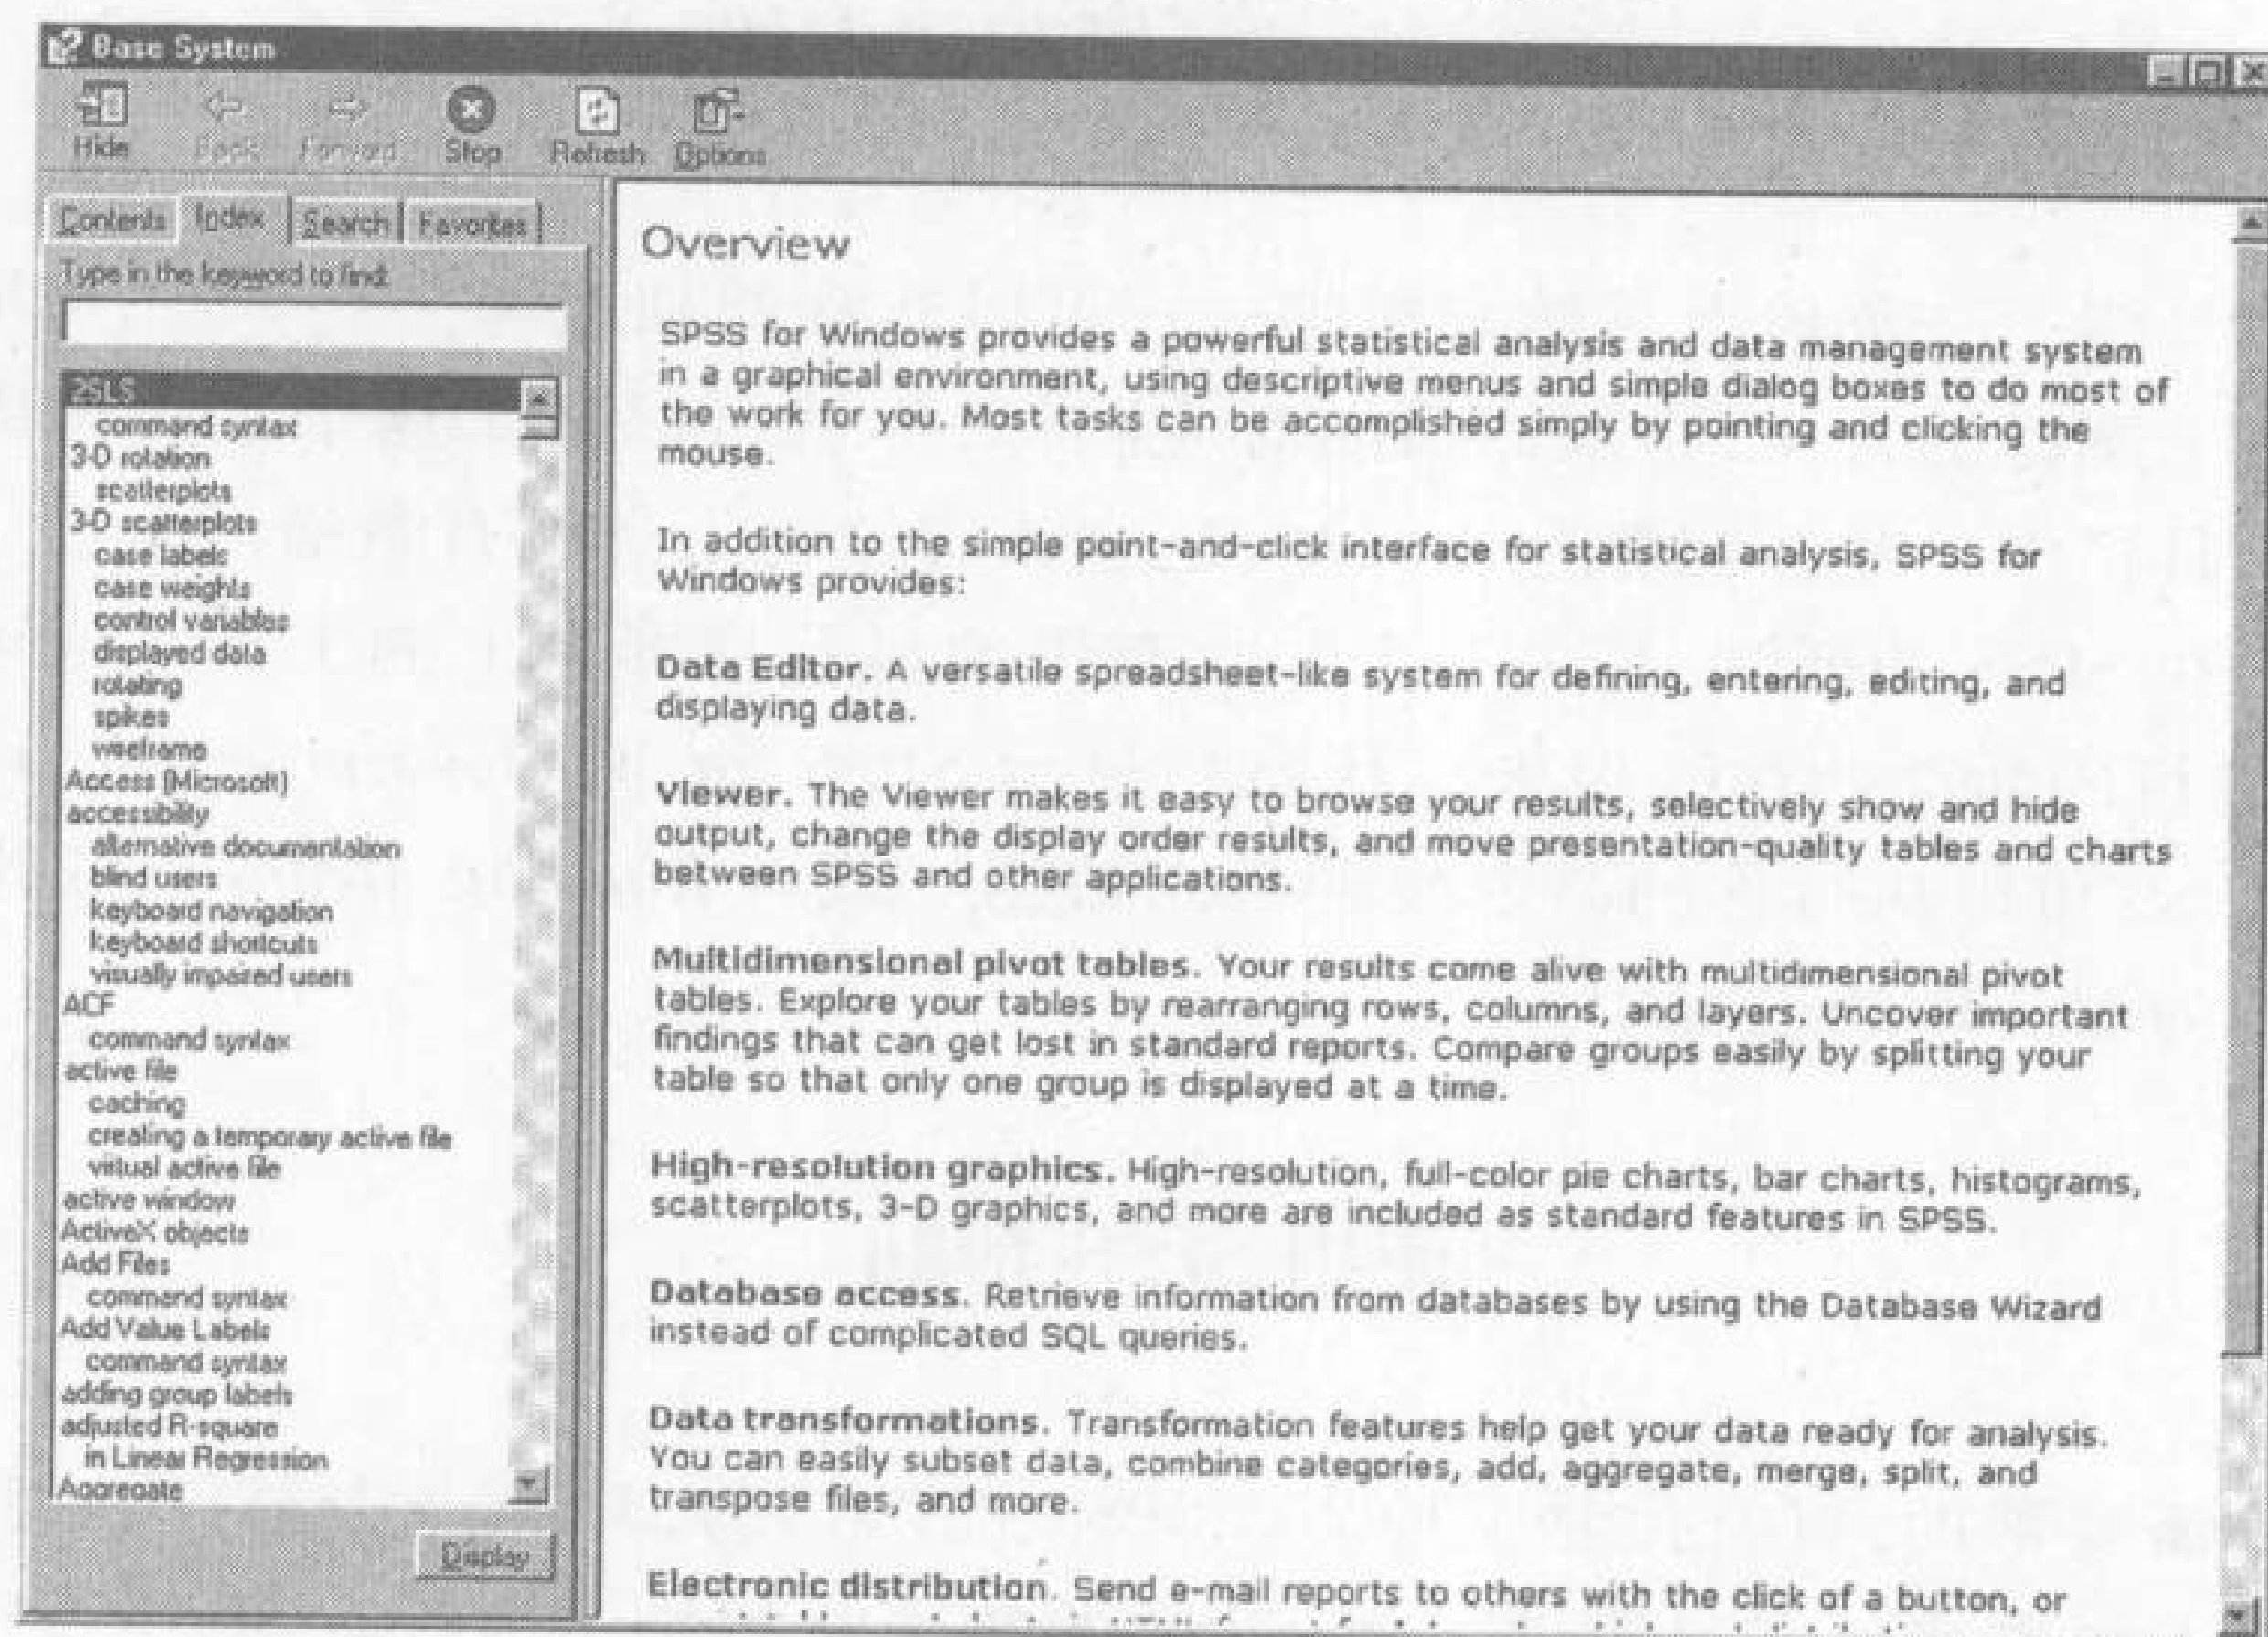 Base System
Hide Back Forward Stop Refresh Options
Contents Index Search Favorites
Type in the keyword to find:
2SLS
command syntax
3-D rotation
scatterplots
3-D scatterplots
case labels
case weights
control variables
displayed data
rotating
spikes
wireframe
Access (Microsoft)
accessibility
alternative documentation
blind users
keyboard navigation
keyboard shortcuts
visually impaired users
ACF
command syntax
active file
caching
creating a temporary active file
virtual active file
active window
ActiveX objects
Add Files
command syntax
Add Value Labels
command syntax
adding group labels
adjusted R-square
in Linear Regression
Aggregate
Display
Overview
SPSS for Windows provides a powerful statistical analysis and data management system
in a graphical environment, using descriptive menus and simple dialog boxes to do most of
the work for you. Most tasks can be accomplished simply by pointing and clicking the
mouse.
In addition to the simple point-and-click interface for statistical analysis, SPSS for
Windows provides:
Data Editor. A versatile spreadsheet-like system for defining, entering, editing, and
displaying data.
Viewer. The Viewer makes it easy to browse your results, selectively show and hide
output, change the display order results, and move presentation-quality tables and charts
between SPSS and other applications.
Multidimensional pivot tables. Your results come alive with multidimensional pivot
tables. Explore your tables by rearranging rows, columns, and layers. Uncover important
findings that can get lost in standard reports. Compare groups easily by splitting your
table so that only one group is displayed at a time.
High-resolution graphics. High-resolution, full-color pie charts, bar charts, histograms,
scatterplots, 3-D graphics, and more are included as standard features in SPSS.
Database access. Retrieve information from databases by using the Database Wizard
instead of complicated SQL queries.
Data transformations. Transformation features help get your data ready for analysis.
You can easily subset data, combine categories, add, aggregate, merge, split, and
transpose files, and more.
Electronic distribution. Send e-mail reports to others with the click of a button, or